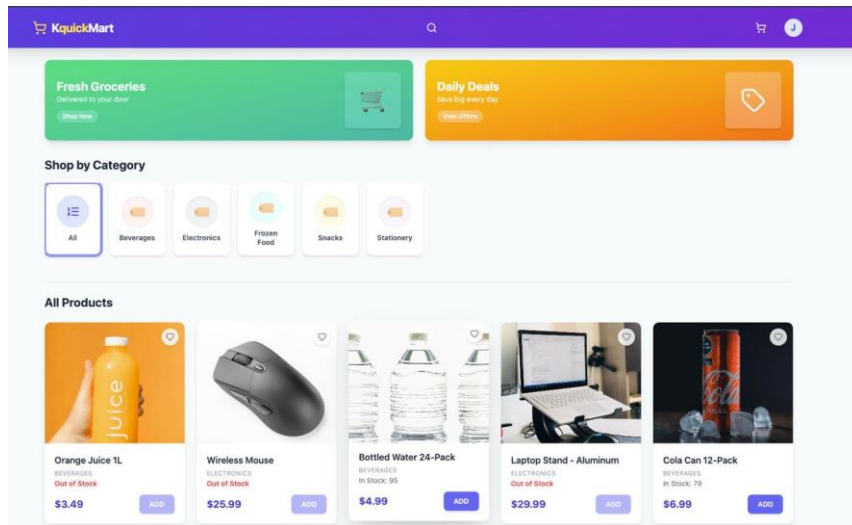 KquickMart
J
Fresh Groceries
Delivered to your door
Shop Now
Daily Deals
Save big every day
View Offers
Shop by Category
All
Beverages
Electronics
Frozen
Food
Snacks
Stationery
All Products
juice
Orange Juice 1L
BEVERAGES
Out of Stock
$3.49
ADD
Wireless Mouse
ELECTRONICS
Out of Stock
$25.99
ADD
Bottled Water 24-Pack
BEVERAGES
In Stock: 95
$4.99
ADD
Laptop Stand - Aluminum
ELECTRONICS
Out of Stock
$29.99
ADD
Cola Can 12-Pack
BEVERAGES
In Stock: 79
$6.99
ADD